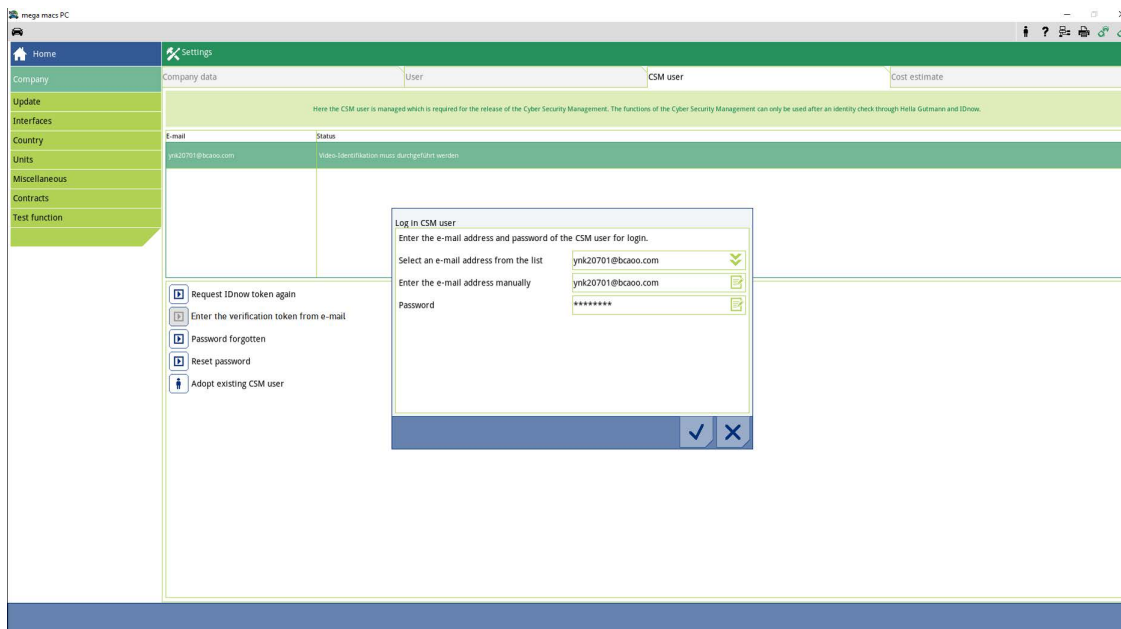 mega macs PC
Home
Settings
Company
Company data
User
CSM user
Cost estimate
Update
Interfaces
Country
Units
Miscellaneous
Contracts
Test function
Here the CSM user is managed which is required for the release of the Cyber Security Management. The functions of the Cyber Security Management can only be used after an identity check through Hella Gutmann and IDnow.
E-mail
Status
ynk20701@bcaoo.com
Video-Identifikation muss durchgeführt werden
Log in CSM user
Enter the e-mail address and password of the CSM user for login.
Select an e-mail address from the list
ynk20701@bcaoo.com
Enter the e-mail address manually
ynk20701@bcaoo.com
Password
********
Request IDnow token again
Enter the verification token from e-mail
Password forgotten
Reset password
Adopt existing CSM user